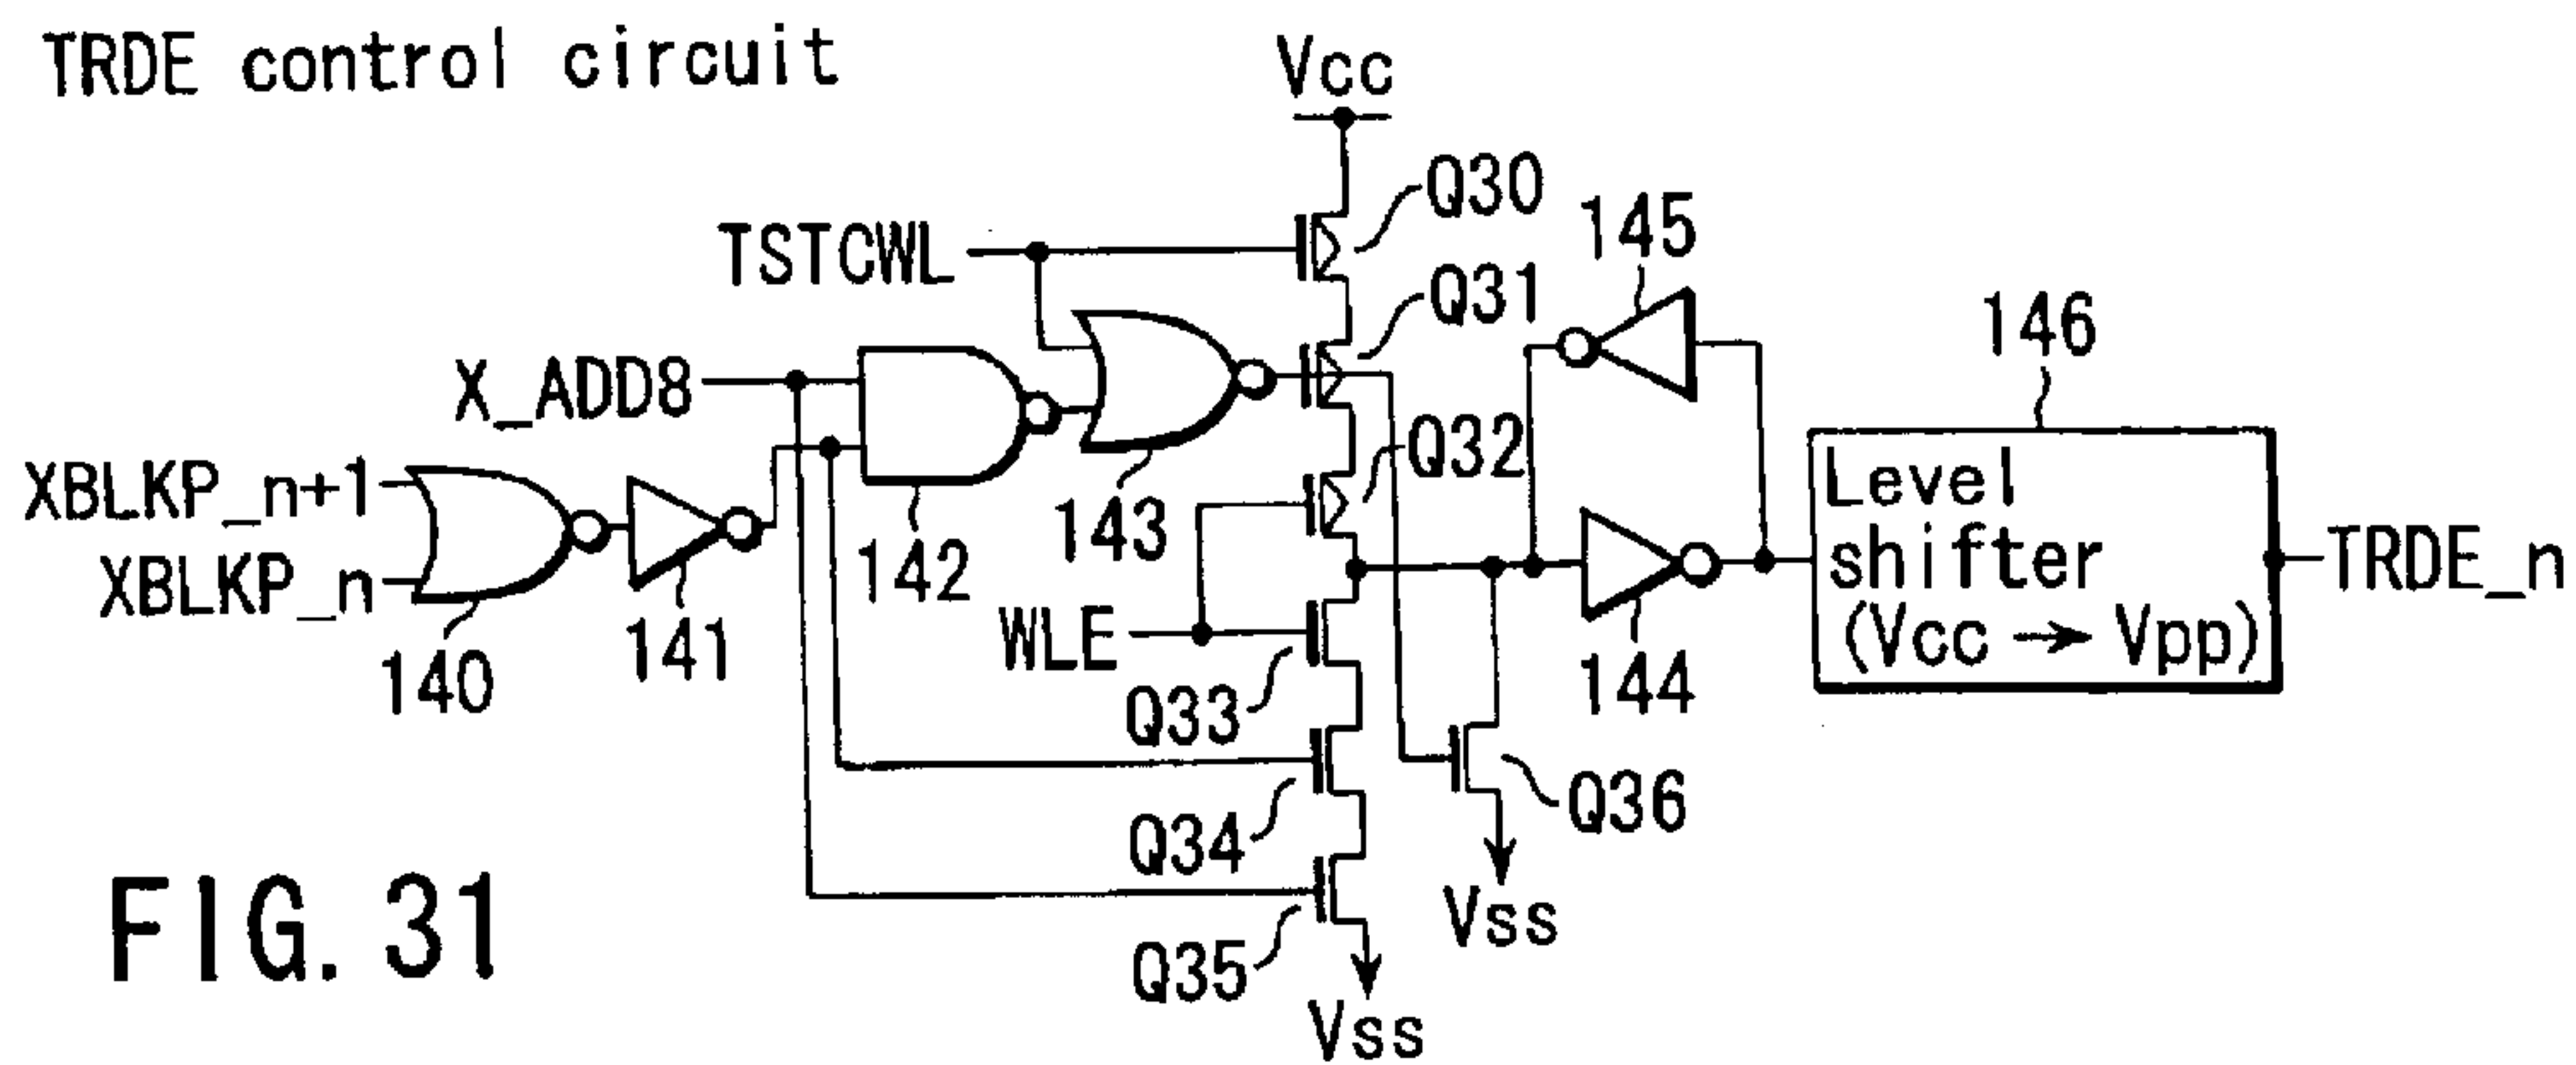 TRDE control circuit
Vcc
Q30
TSTCWL
145
Q31
146
X_ADD8
Q32
Level
shifter
(Vcc → Vpp)
XBLKP_n+1
XBLKP_n
143
142
TRDE_n
140
141
WLE
144
Q33
Q34
Q36
Q35
Vss
Vss
FIG. 31